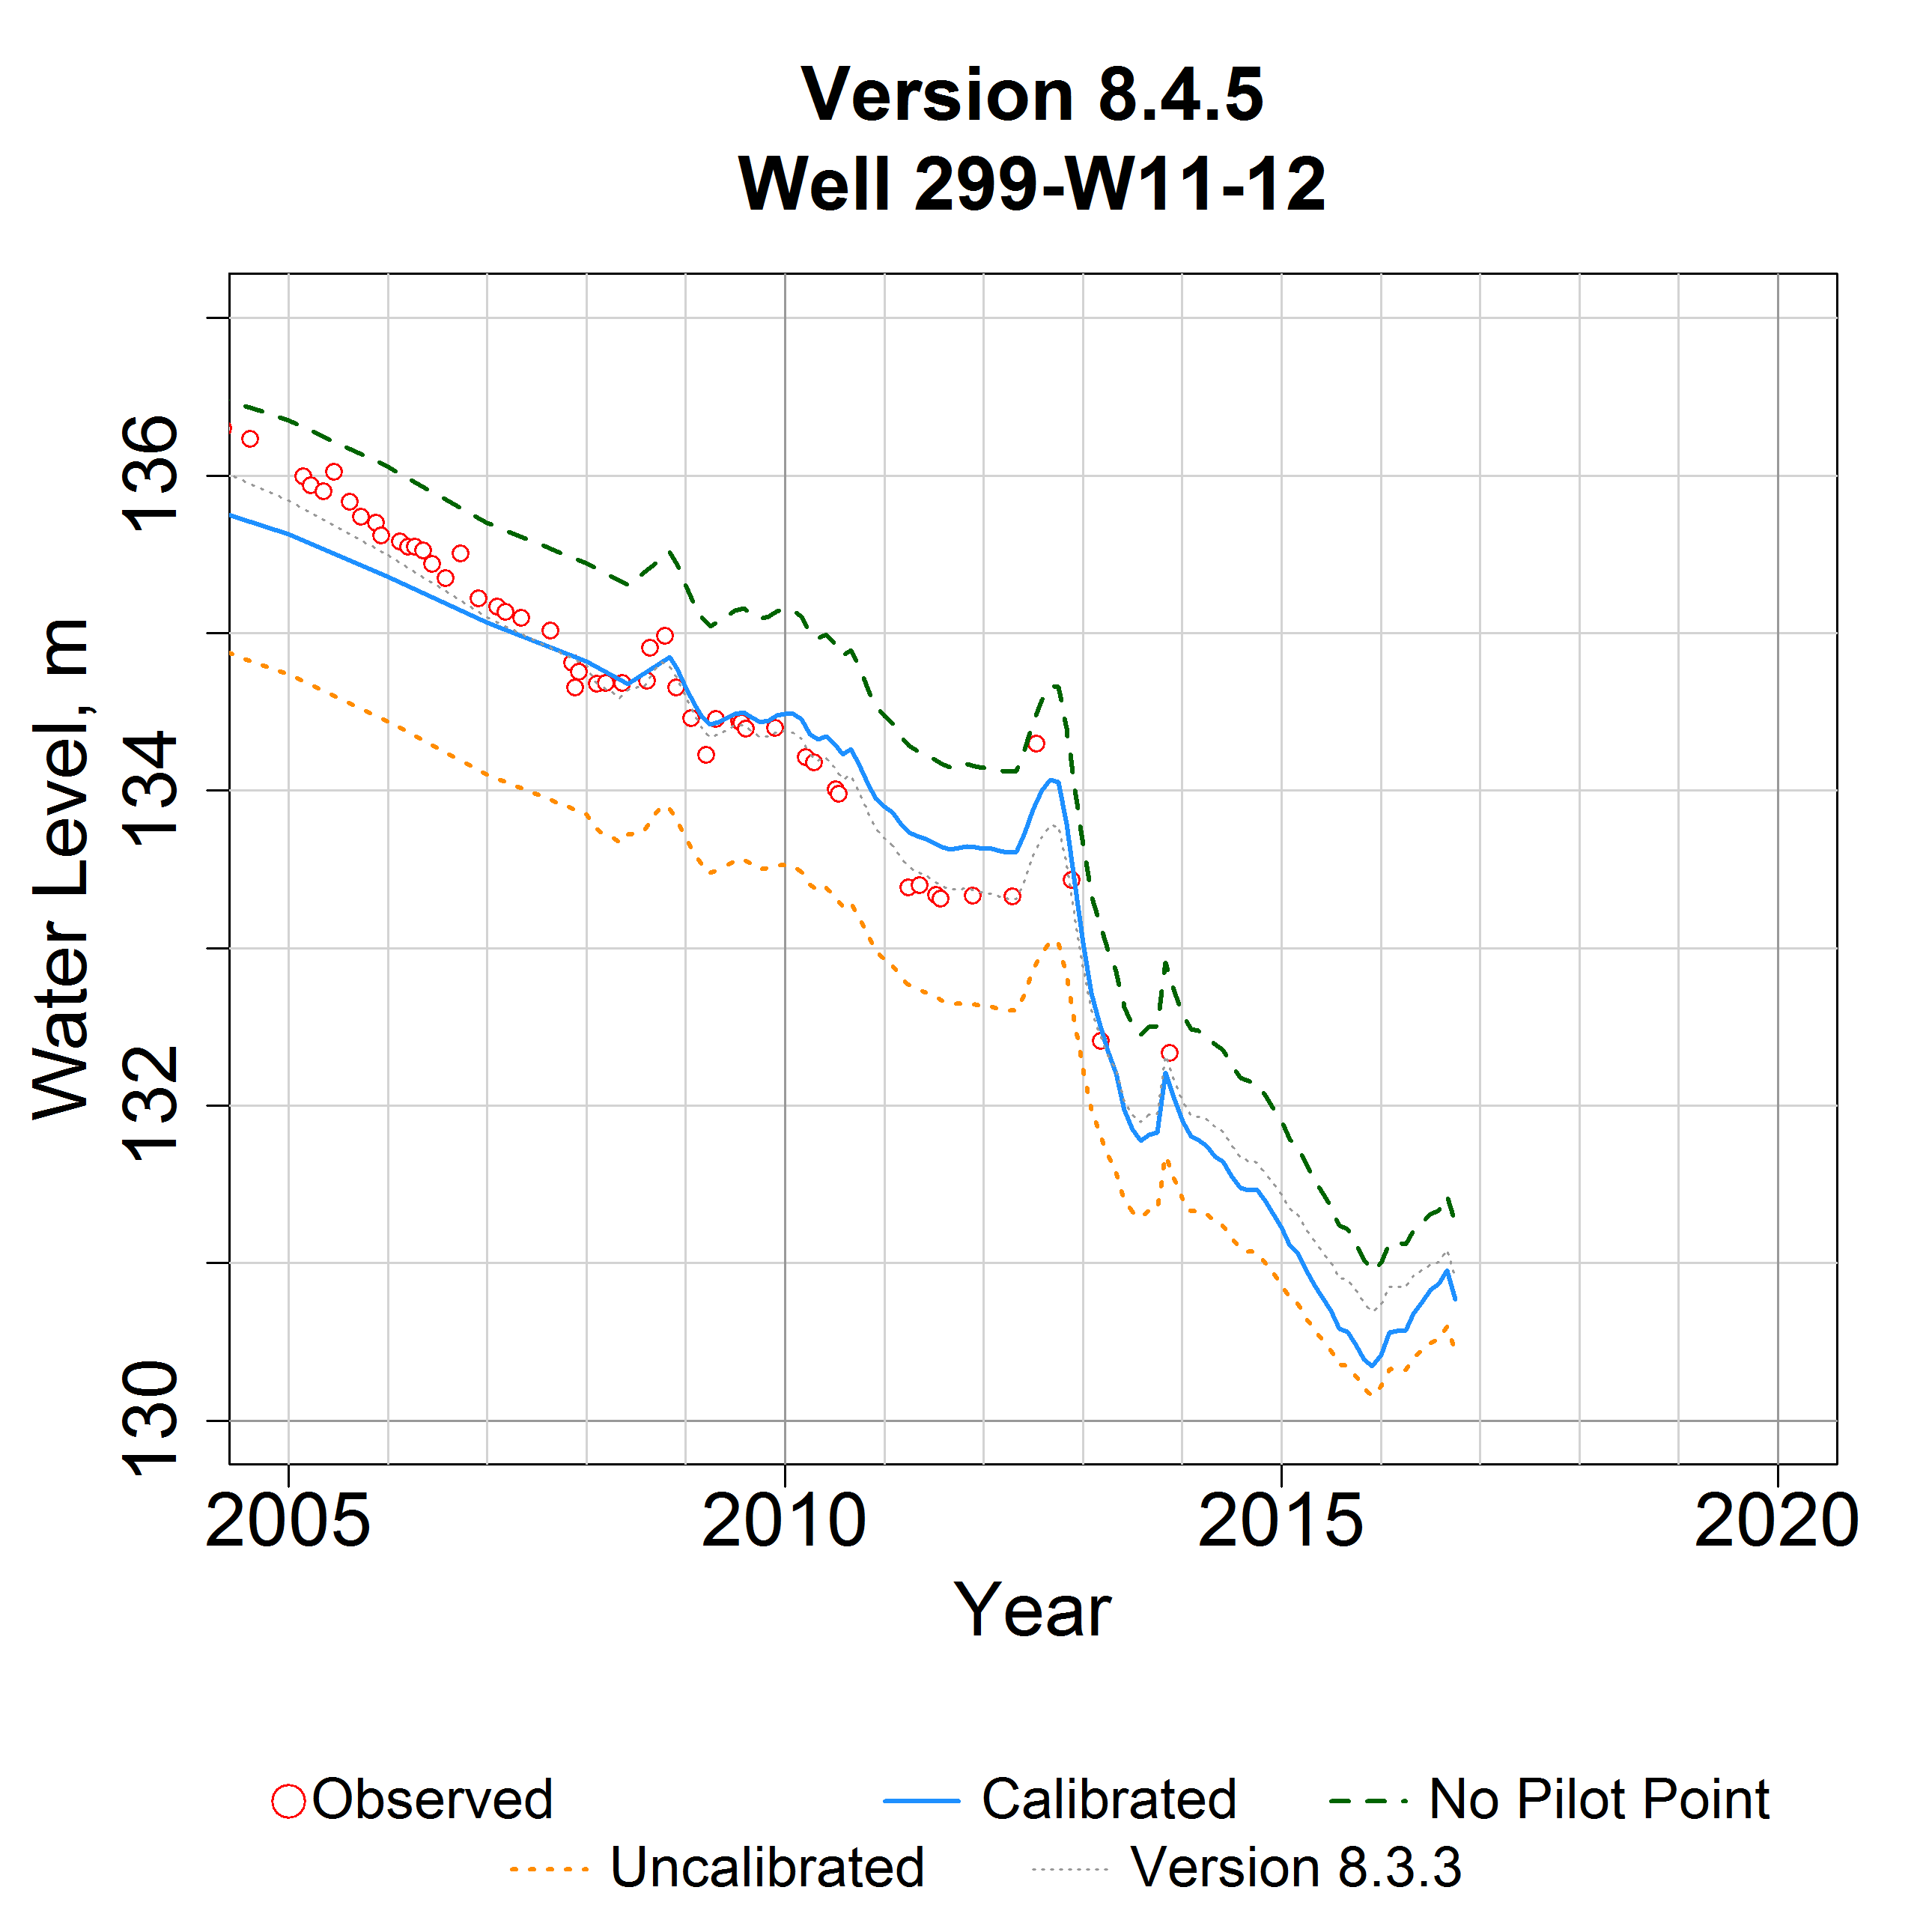 Version 8.4.5
Well 299-W11-12
Water Level, m
136
134
132
130
2005 2010 2015 2020
Year
Observed Calibrated No Pilot Point
Uncalibrated Version 8.3.3